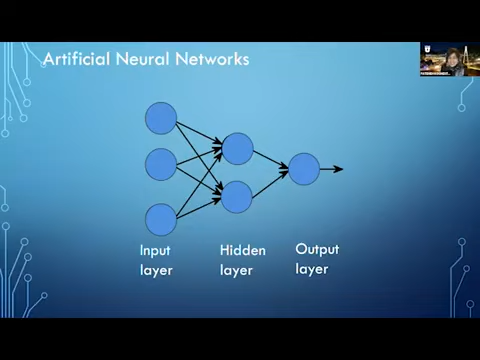 Artificial Neural Networks
Input
layer
Hidden
layer
Output
layer